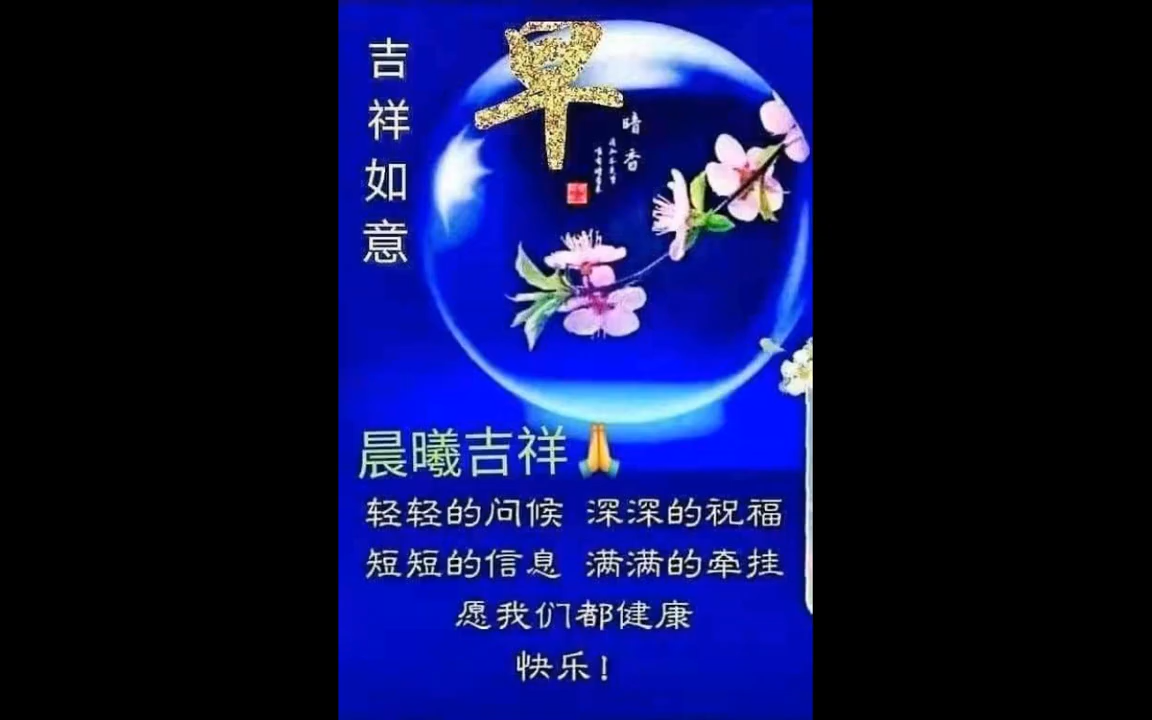 早
吉祥如意
暗香
晨曦吉祥🙏
轻轻的问候 深深的祝福
短短的信息 满满的牵挂
愿我们都健康
快乐!